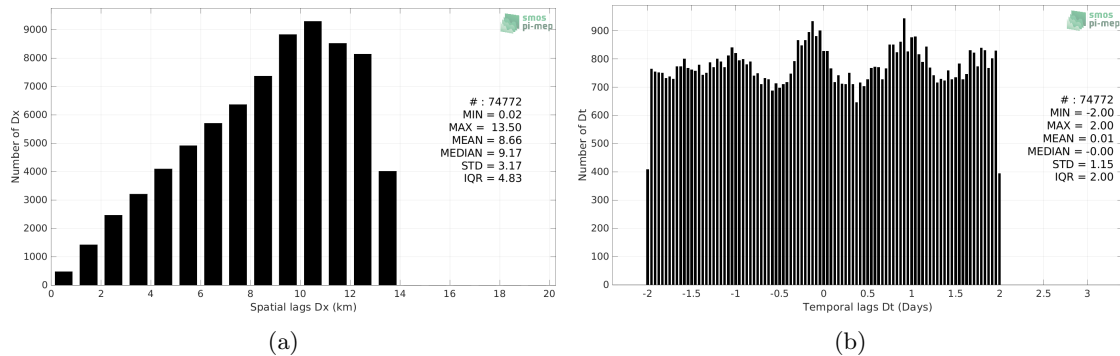 9000
8000
7000
6000
5000
4000
3000
2000
1000
0
Number of Dx
0 2 4 6 8 10 12 14 16 18 20
Spatial lags Dx (km)
smos
pi-mep
# : 74772
MIN = 0.02
MAX = 13.50
MEAN = 8.66
MEDIAN = 9.17
STD = 3.17
IQR = 4.83
(a)
900
800
700
600
500
400
300
200
100
0
Number of Dt
-2 -1.5 -1 -0.5 0 0.5 1 1.5 2 2.5 3
Temporal lags Dt (Days)
smos
pi-mep
# : 74772
MIN = -2.00
MAX = 2.00
MEAN = 0.01
MEDIAN = -0.00
STD = 1.15
IQR = 2.00
(b)